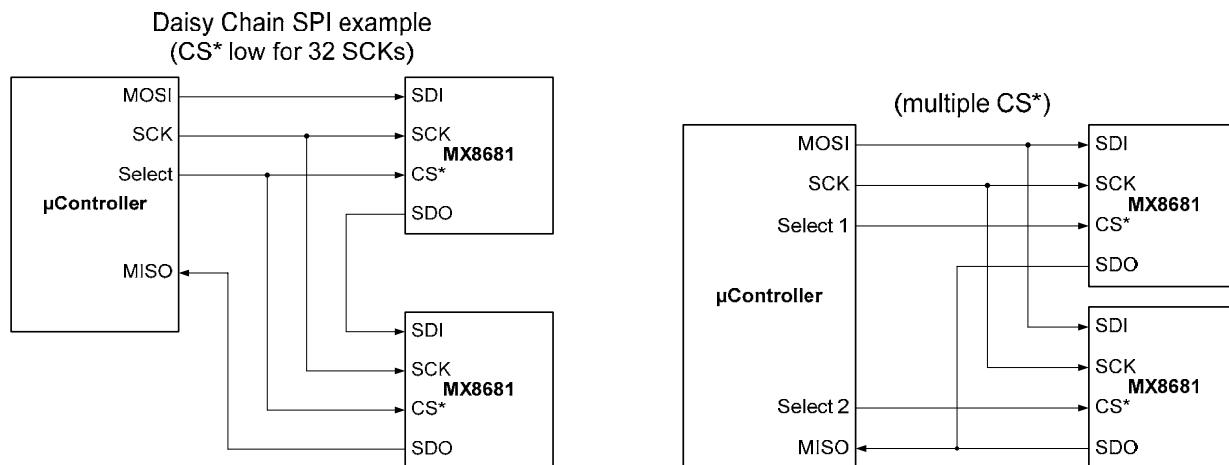 Daisy Chain SPI example
(CS* low for 32 SCKs)
MOSI
SCK
Select
µController
MISO
SDI
SCK
MX8681
CS*
SDO
SDI
SCK
MX8681
CS*
SDO
(multiple CS*)
MOSI
SCK
Select 1
µController
Select 2
MISO
SDI
SCK
MX8681
CS*
SDO
SDI
SCK
MX8681
CS*
SDO